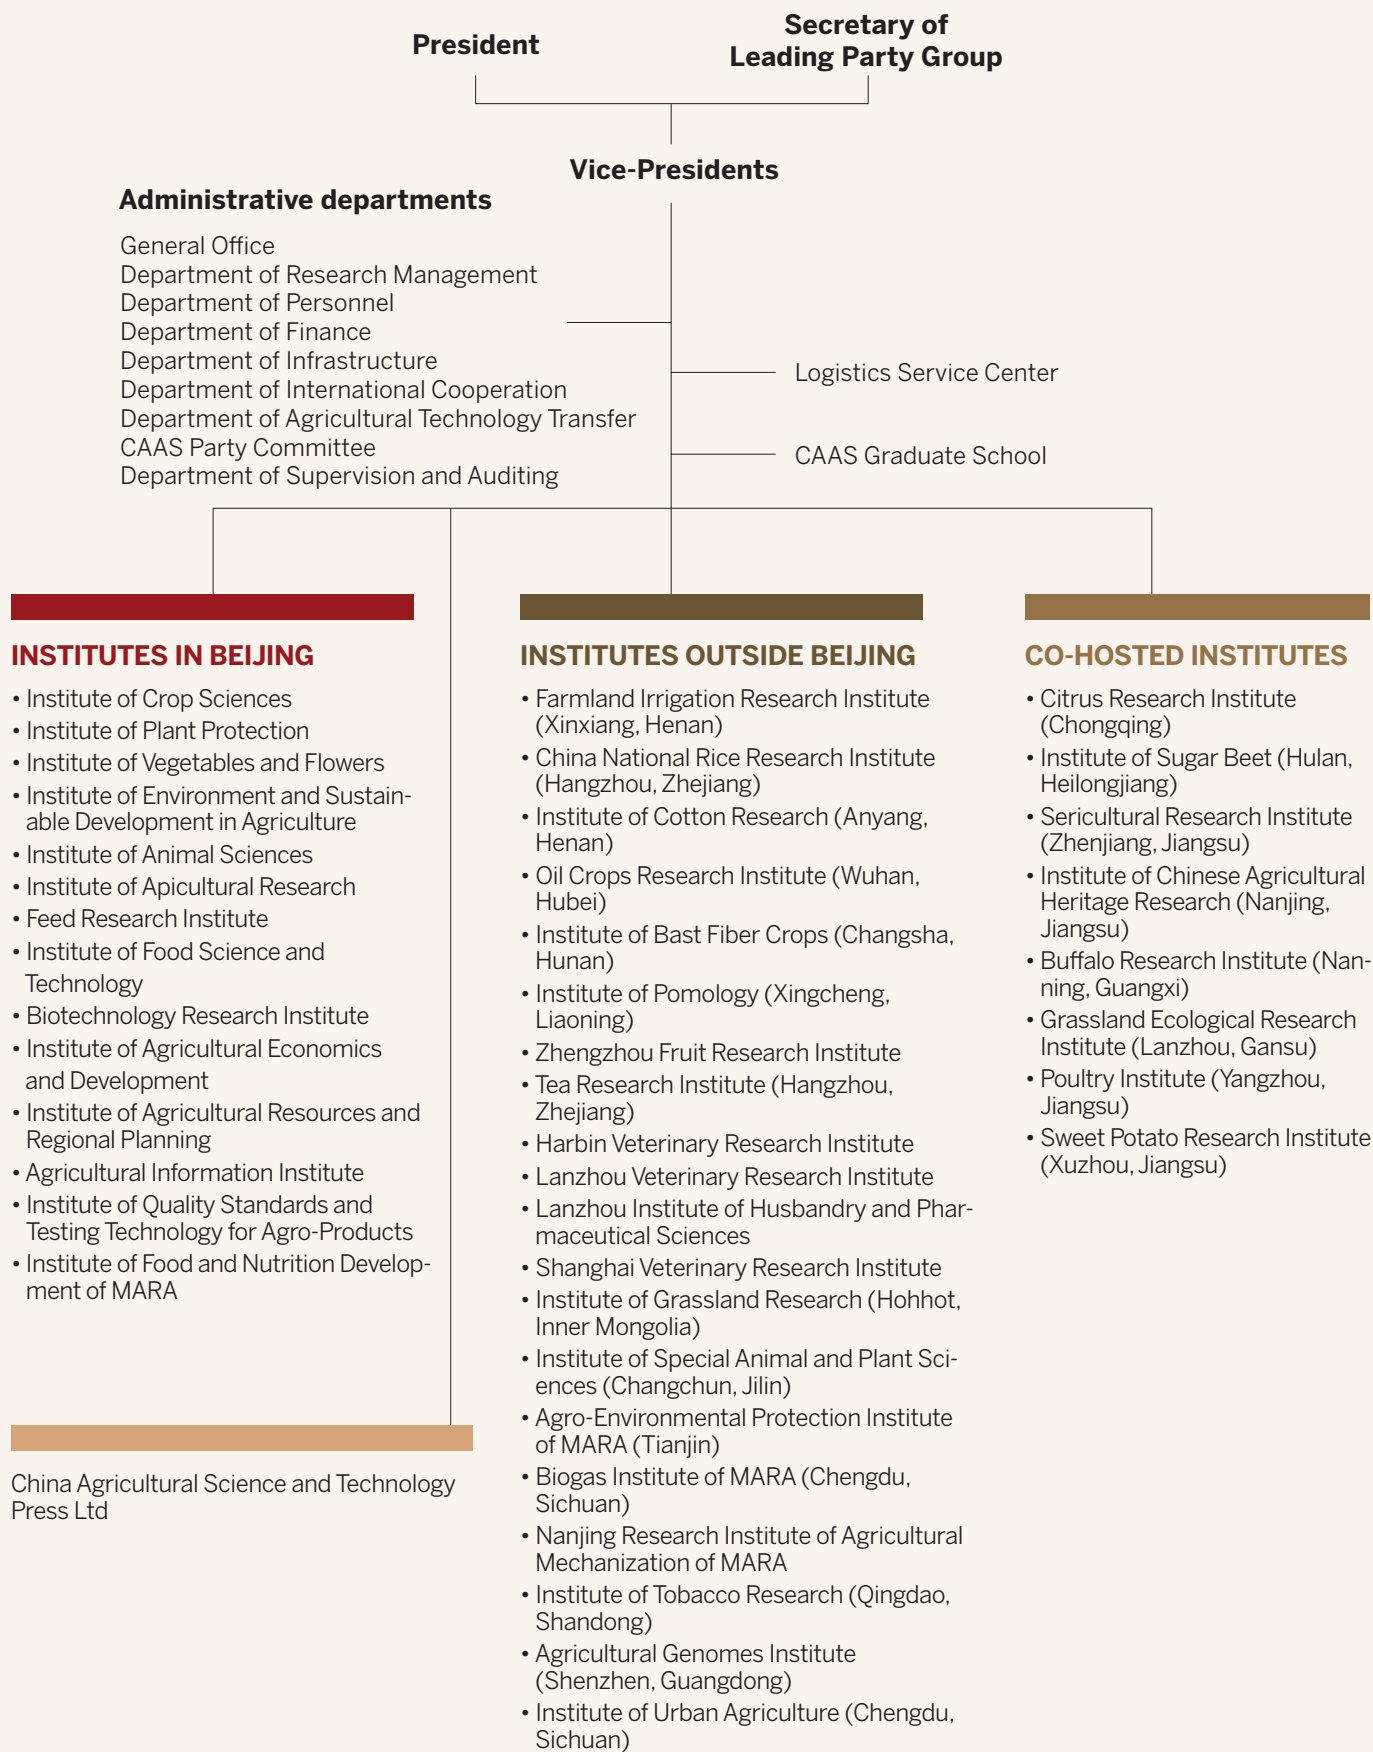 President
Secretary of
Leading Party Group
Vice-Presidents
Administrative departments
General Office
Department of Research Management
Department of Personnel
Department of Finance
Department of Infrastructure
Department of International Cooperation
Department of Agricultural Technology Transfer
CAAS Party Committee
Department of Supervision and Auditing
Logistics Service Center
CAAS Graduate School
INSTITUTES IN BEIJING
• Institute of Crop Sciences
• Institute of Plant Protection
• Institute of Vegetables and Flowers
• Institute of Environment and Sustain-
able Development in Agriculture
• Institute of Animal Sciences
• Institute of Apicultural Research
• Feed Research Institute
• Institute of Food Science and
Technology
• Biotechnology Research Institute
• Institute of Agricultural Economics
and Development
• Institute of Agricultural Resources and
Regional Planning
• Agricultural Information Institute
• Institute of Quality Standards and
Testing Technology for Agro-Products
• Institute of Food and Nutrition Develop-
ment of MARA
China Agricultural Science and Technology
Press Ltd
INSTITUTES OUTSIDE BEIJING
• Farmland Irrigation Research Institute
(Xinxiang, Henan)
• China National Rice Research Institute
(Hangzhou, Zhejiang)
• Institute of Cotton Research (Anyang,
Henan)
• Oil Crops Research Institute (Wuhan,
Hubei)
• Institute of Bast Fiber Crops (Changsha,
Hunan)
• Institute of Pomology (Xingcheng,
Liaoning)
• Zhengzhou Fruit Research Institute
• Tea Research Institute (Hangzhou,
Zhejiang)
• Harbin Veterinary Research Institute
• Lanzhou Veterinary Research Institute
• Lanzhou Institute of Husbandry and Phar-
maceutical Sciences
• Shanghai Veterinary Research Institute
• Institute of Grassland Research (Hohhot,
Inner Mongolia)
• Institute of Special Animal and Plant Sci-
ences (Changchun, Jilin)
• Agro-Environmental Protection Institute
of MARA (Tianjin)
• Biogas Institute of MARA (Chengdu,
Sichuan)
• Nanjing Research Institute of Agricultural
Mechanization of MARA
• Institute of Tobacco Research (Qingdao,
Shandong)
• Agricultural Genomes Institute
(Shenzhen, Guangdong)
• Institute of Urban Agriculture (Chengdu,
Sichuan)
CO-HOSTED INSTITUTES
• Citrus Research Institute
(Chongqing)
• Institute of Sugar Beet (Hulan,
Heilongjiang)
• Sericultural Research Institute
(Zhenjiang, Jiangsu)
• Institute of Chinese Agricultural
Heritage Research (Nanjing,
Jiangsu)
• Buffalo Research Institute (Nan-
ning, Guangxi)
• Grassland Ecological Research
Institute (Lanzhou, Gansu)
• Poultry Institute (Yangzhou,
Jiangsu)
• Sweet Potato Research Institute
(Xuzhou, Jiangsu)